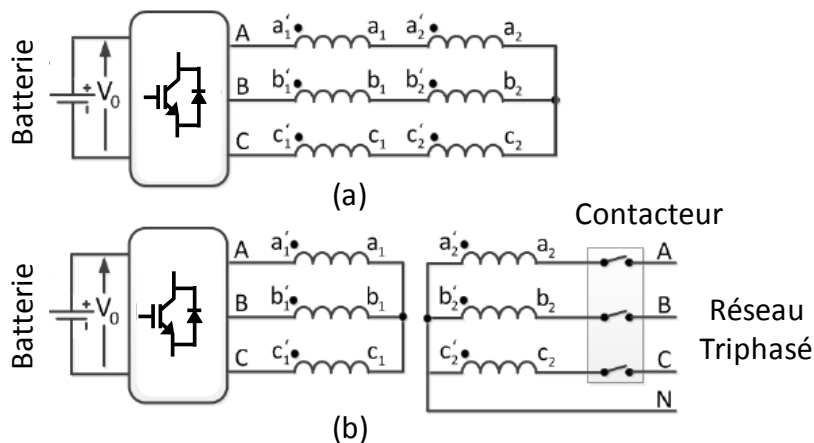 Batterie
+
V0
A a1' a1 a2' a2
B b1' b1 b2' b2
C c1' c1 c2' c2
(a)
Contacteur
Batterie
+
V0
A a1' a1 a2' a2 A
B b1' b1 b2' b2 B
C c1' c1 c2' c2 C
N
Réseau
Triphasé
(b)